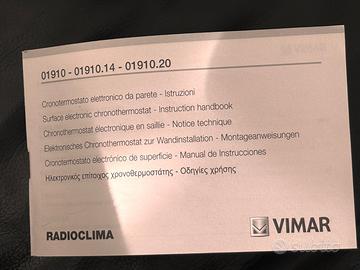 01910 - 01910.14 - 01910.20
Cronotermostato elettronico da parete - Istruzioni
Surface electronic chronothermostat - Instruction handbook
Chronothermostat électronique en saillie - Notice technique
Elektronisches Chronothermostat zur Wandinstallation - Montageanweisungen
Cronotermostato electrónico de superficie - Manual de Instrucciones
Ηλεκτρονικός επίτοιχος χρονοθερμοστάτης - Οδηγίες χρήσης
RADIOCLIMA
VIMAR
subito